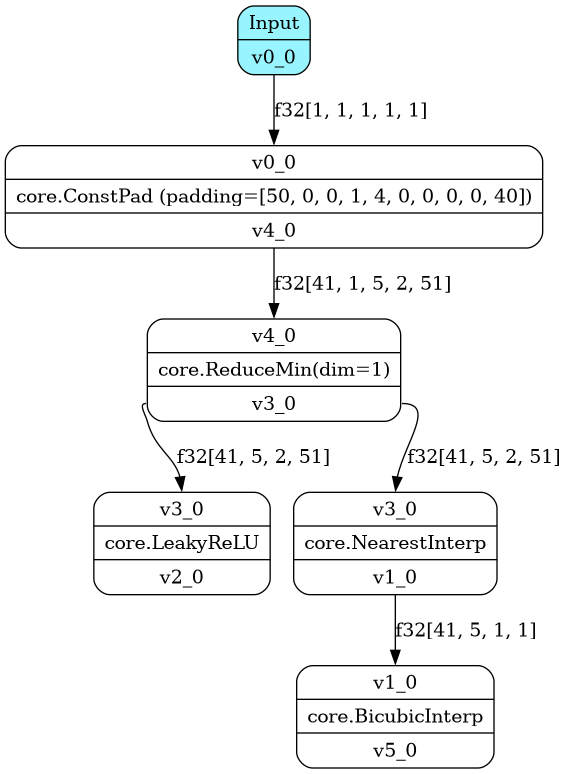 Input
v0_0
f32[1, 1, 1, 1, 1]
v0_0
core.ConstPad (padding=[50, 0, 0, 1, 4, 0, 0, 0, 0, 40])
v4_0
f32[41, 1, 5, 2, 51]
v4_0
core.ReduceMin(dim=1)
v3_0
f32[41, 5, 2, 51]
f32[41, 5, 2, 51]
v3_0
core.LeakyReLU
v2_0
v3_0
core.NearestInterp
v1_0
f32[41, 5, 1, 1]
v1_0
core.BicubicInterp
v5_0